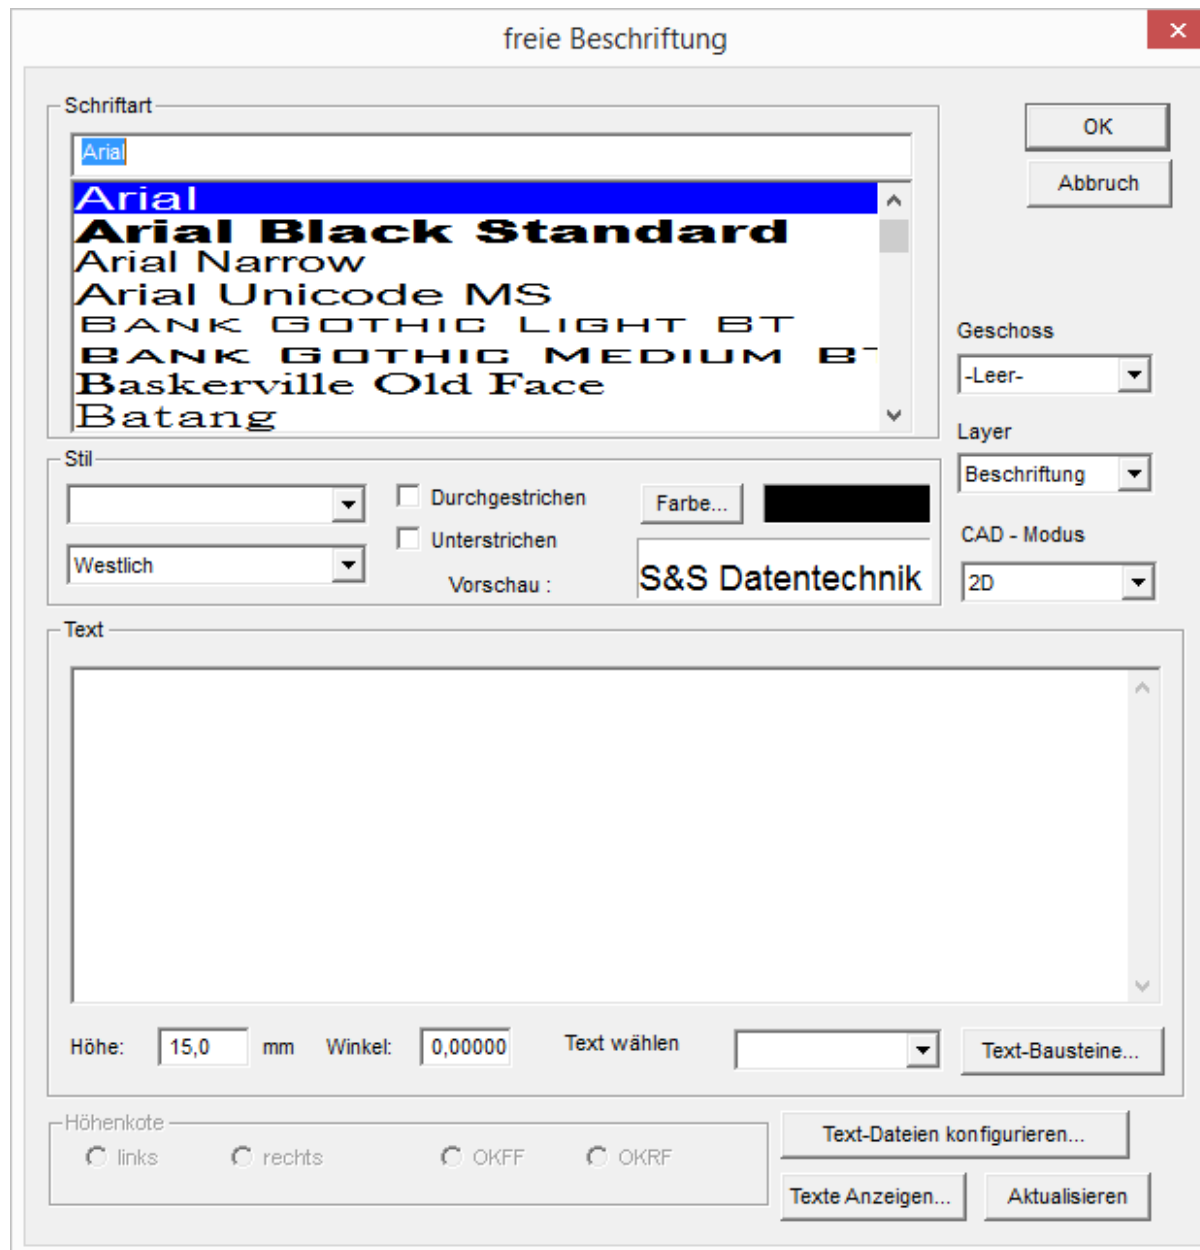 freie Beschriftung
Schriftart
Arial
Arial
Arial Black Standard
Arial Narrow
Arial Unicode MS
BANK GOTHIC LIGHT BT
BANK GOTHIC MEDIUM BT
Baskerville Old Face
Batang
OK
Abbruch
Geschoss
-Leer-
Layer
Beschriftung
CAD - Modus
2D
Stil
Durchgestrichen
Farbe...
Unterstrichen
Westlich
Vorschau :
S&S Datentechnik
Text
Höhe: 15,0 mm Winkel: 0,00000 Text wählen Text-Bausteine...
Höhenkote
links rechts OKFF OKRF
Text-Dateien konfigurieren...
Texte Anzeigen... Aktualisieren